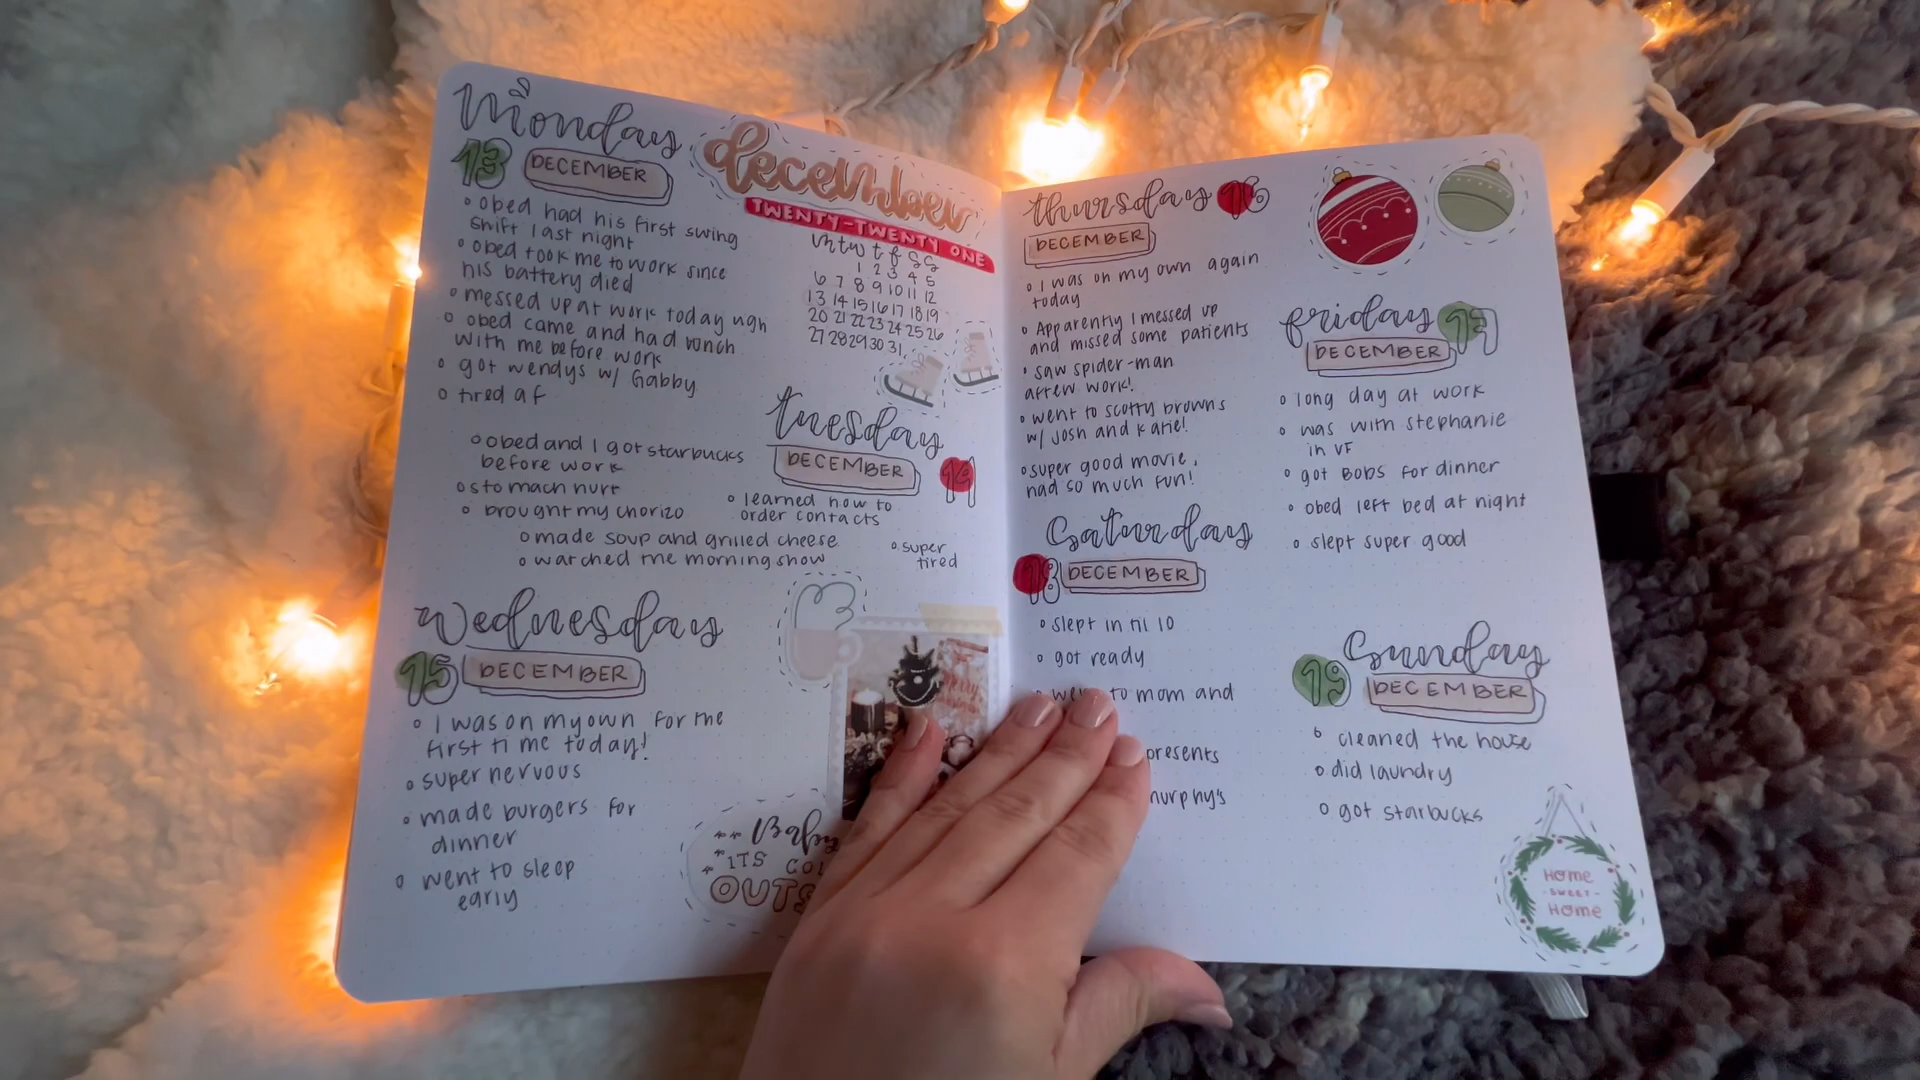 Monday
13 DECEMBER
obed had his first swing
shift last night
obed took me to work since
his battery died
messed up at work today ugh
obed came and had lunch
with me before work
got wendys w/ Gabby
tired af
december
TWENTY-TWENTY ONE
m t w t f s s
1 2 3 4 5
6 7 8 9 10 11 12
13 14 15 16 17 18 19
20 21 22 23 24 25 26
27 28 29 30 31
tuesday
DECEMBER 14
obed and I got starbucks
before work
stomach hurt
brought my chorizo
learned how to
order contacts
made soup and grilled cheese
watched the morning show
super
tired
Wednesday
15 DECEMBER
I was on my own for the
first time today!
super nervous
made burgers for
dinner
went to sleep
early
Baby
ITS COL
OUTS
thursday 16
DECEMBER
I was on my own again
today
Apparently I messed up
and missed some patients
saw spider-man
after work!
went to scotty browns
w/ Josh and Katie!
super good movie,
had so much fun!
friday 17
DECEMBER
long day at work
was with stephanie
in VF
got BOBS for dinner
obed left bed at night
slept super good
Saturday
18 DECEMBER
slept in til 10
got ready
went to mom and
presents
murphy's
Sunday
19 DECEMBER
cleaned the house
did laundry
got starbucks
Home
-SWEET-
Home